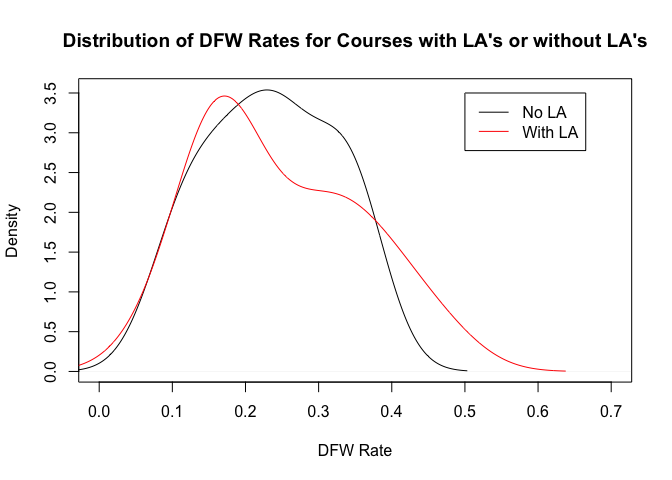 Distribution of DFW Rates for Courses with LA's or without LA's
3.5
3.0
2.5
2.0
1.5
1.0
0.5
0.0
Density
No LA
With LA
0.0 0.1 0.2 0.3 0.4 0.5 0.6 0.7
DFW Rate